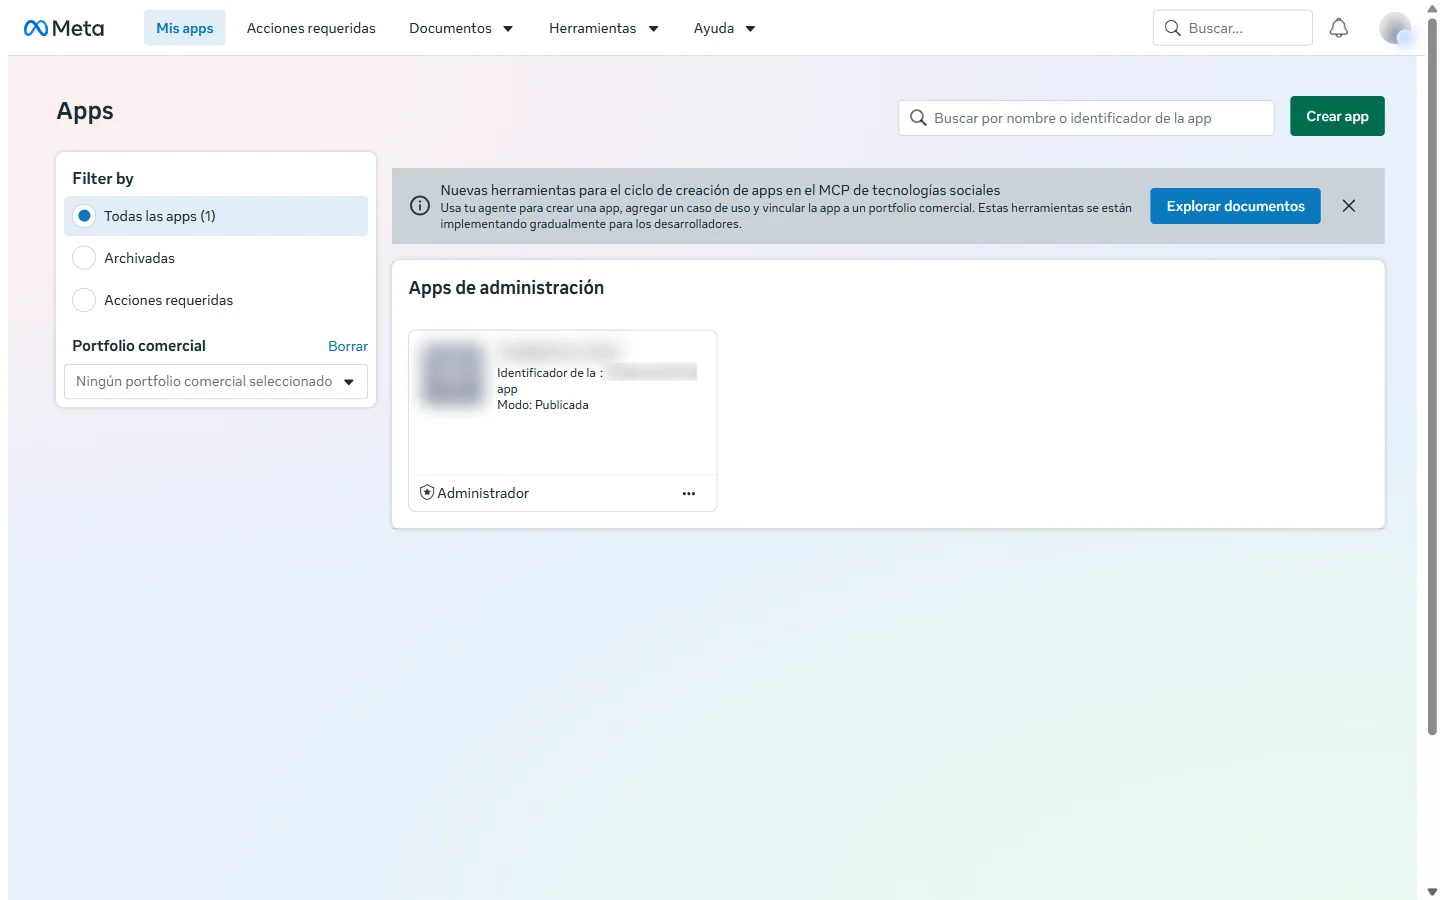 Meta
Mis apps
Acciones requeridas
Documentos
Herramientas
Ayuda
Buscar...
Apps
Buscar por nombre o identificador de la app
Crear app
Filter by
Todas las apps (1)
Archivadas
Acciones requeridas
Portfolio comercial
Borrar
Ningún portfolio comercial seleccionado
Nuevas herramientas para el ciclo de creación de apps en el MCP de tecnologías sociales
Usa tu agente para crear una app, agregar un caso de uso y vincular la app a un portfolio comercial. Estas herramientas se están
implementando gradualmente para los desarrolladores.
Explorar documentos
Apps de administración
Identificador de la :
app
Modo: Publicada
Administrador